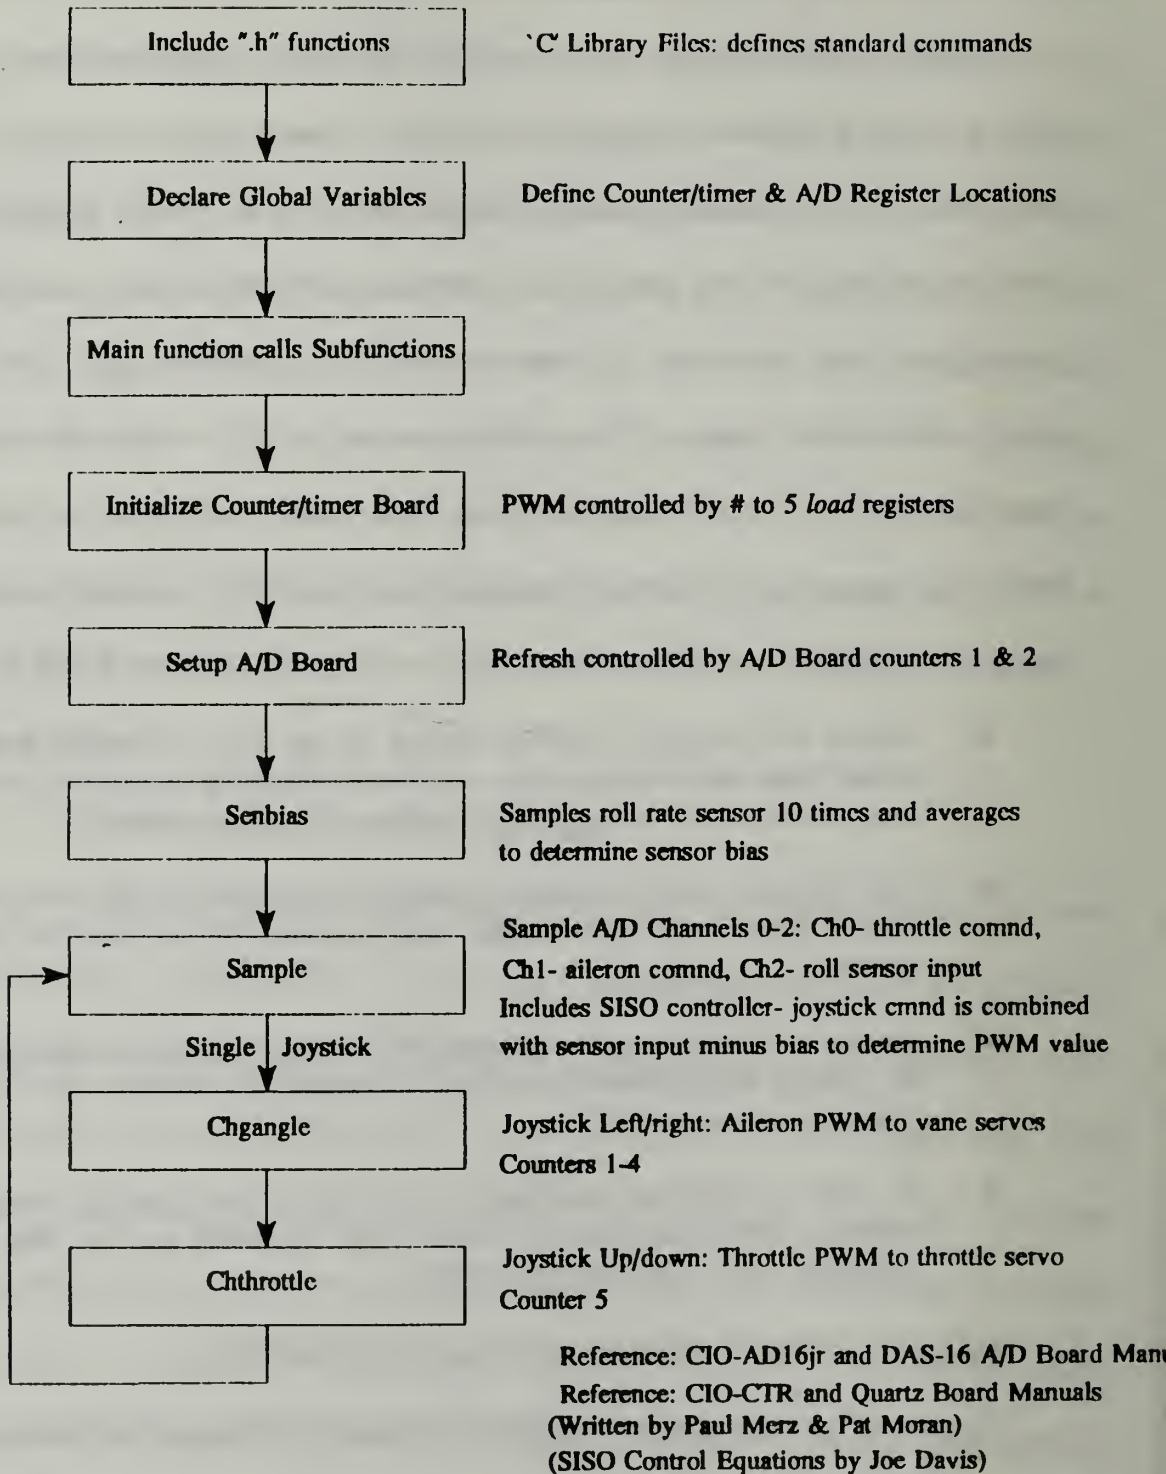 Include ".h" functions
`C' Library Files: defines standard commands
Declare Global Variables
Define Counter/timer & A/D Register Locations
Main function calls Subfunctions
Initialize Counter/timer Board
PWM controlled by # to 5 load registers
Setup A/D Board
Refresh controlled by A/D Board counters 1 & 2
Senbias
Samples roll rate sensor 10 times and averages
to determine sensor bias
Sample
Sample A/D Channels 0-2: Ch0- throttle comnd,
Ch1- aileron comnd, Ch2- roll sensor input
Includes SISO controller- joystick cmnd is combined
with sensor input minus bias to determine PWM value
Single Joystick
Chgangle
Joystick Left/right: Aileron PWM to vane servos
Counters 1-4
Chthrottle
Joystick Up/down: Throttle PWM to throttle servo
Counter 5
Reference: CIO-AD16jr and DAS-16 A/D Board Manu
Reference: CIO-CTR and Quartz Board Manuals
(Written by Paul Merz & Pat Moran)
(SISO Control Equations by Joe Davis)